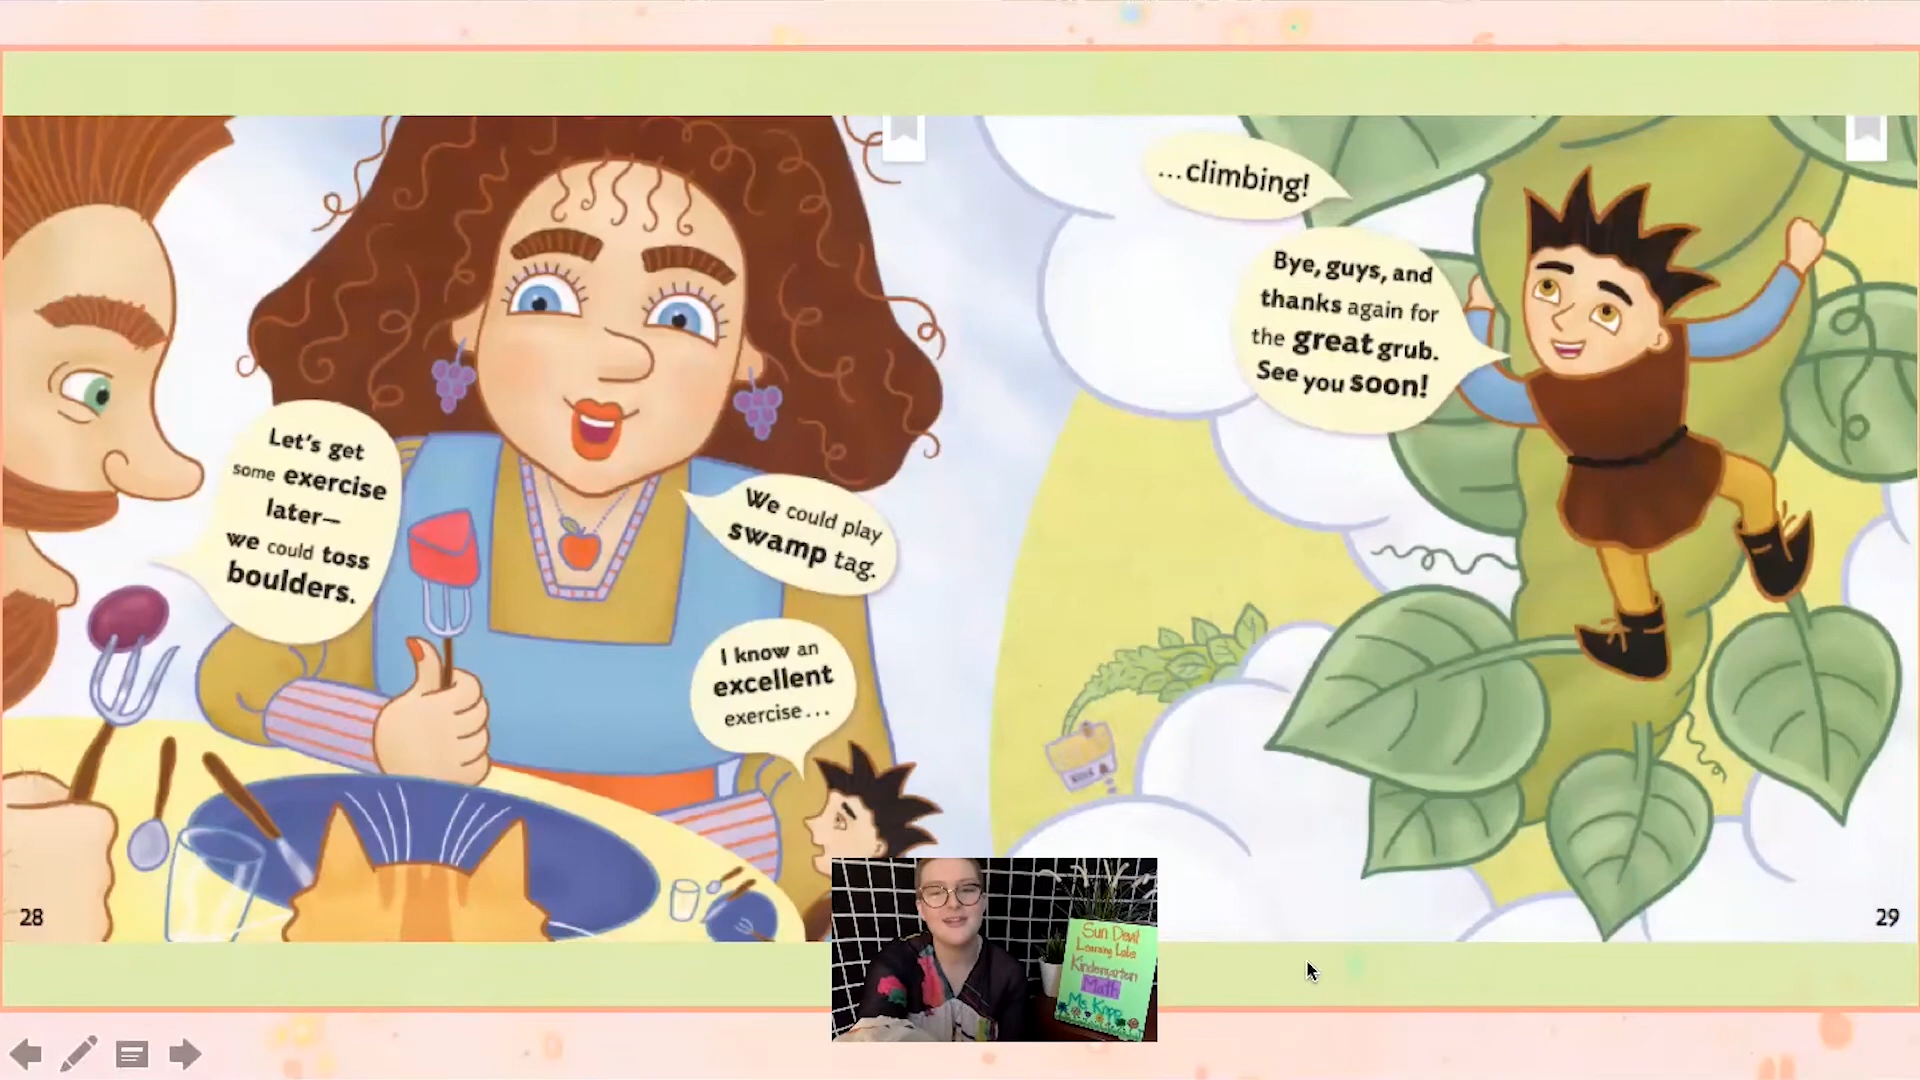 Let's get
some exercise
later—
we could toss
boulders.
We could play
swamp tag.
I know an
excellent
exercise...
28
...climbing!
Bye, guys, and
thanks again for
the great grub.
See you soon!
29
Sun Devil
Learning Labs
Kindergarten
Math
Ms. Kopp